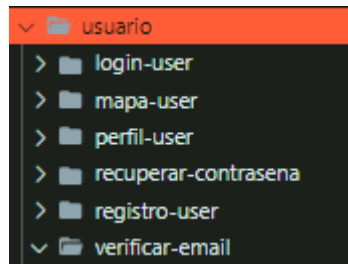 usuario
login-user
mapa-user
perfil-user
recuperar-contrasena
registro-user
verificar-email